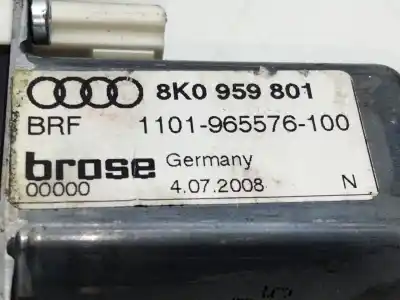 8K0 959 801
BRF 1101-965576-100
brose Germany
00000 4.07.2008 N